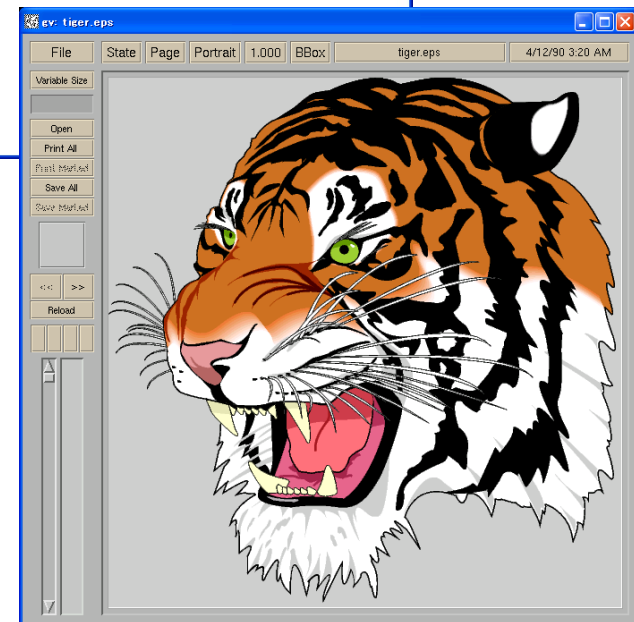 gv: tiger.eps
File State Page Portrait 1.000 BBox tiger.eps 4/12/90 3:20 AM
Variable Size
Open
Print All
Print Marked
Save All
Save Marked
<< >>
Reload